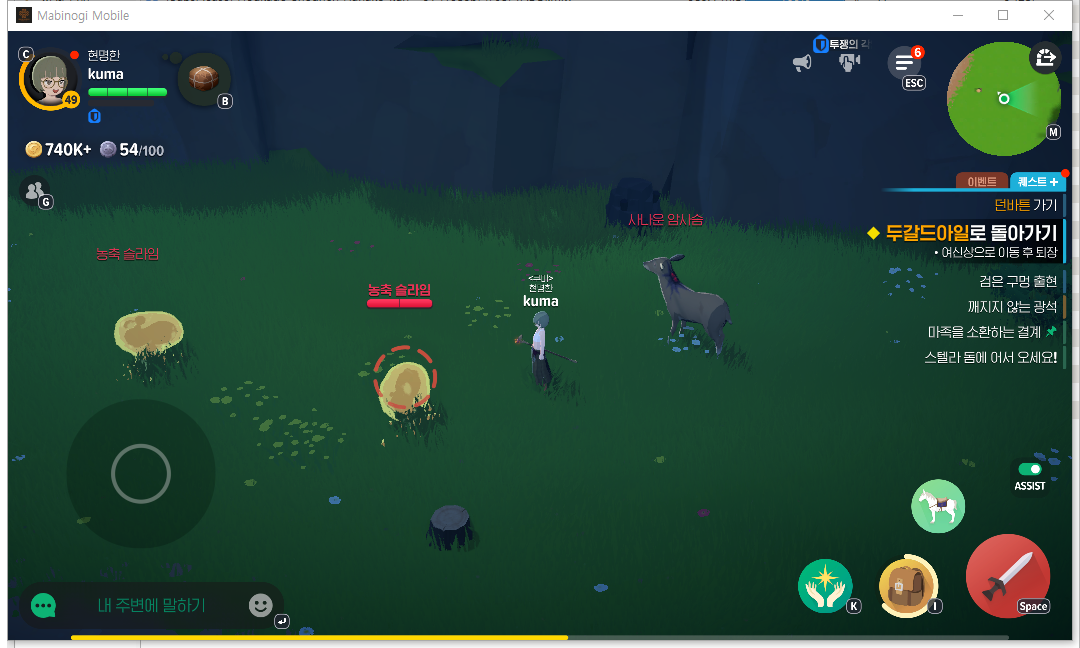 Mabinogi Mobile
C
현명한
kuma
49
B
740K+
54/100
G
투쟁의 각
6
ESC
M
이벤트
퀘스트 +
던바튼 가기
두갈드아일로 돌아가기
• 여신상으로 이동 후 퇴장
검은 구멍 출현
깨지지 않는 광석
마족을 소환하는 결계
스텔라 동에 어서 오세요!
사나운 암사슴
농축 슬라임
농축 슬라임
현명한
kuma
ASSIST
내 주변에 말하기
K
I
Space